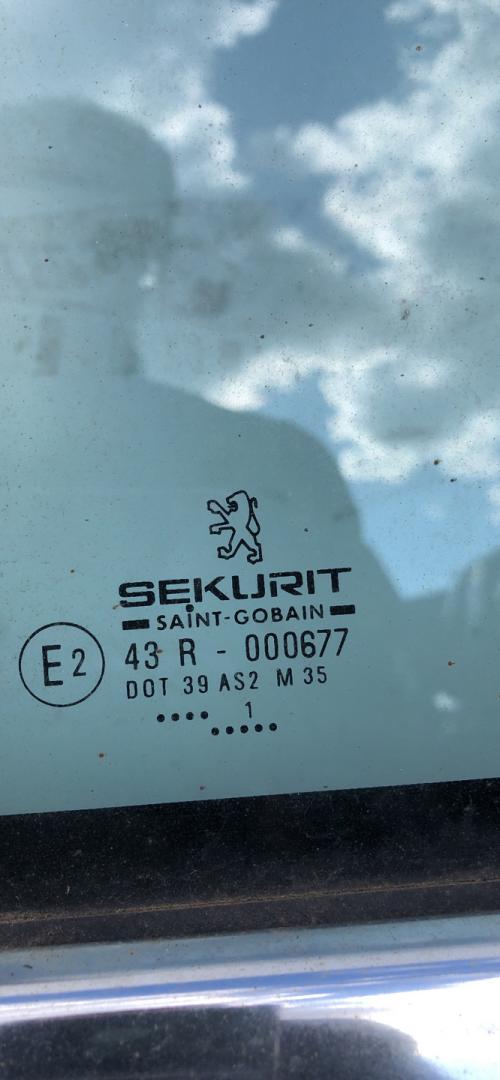 SEKURIT
SAINT-GOBAIN
E2
43 R - 000677
DOT 39 AS2 M 35
.... 1
.....